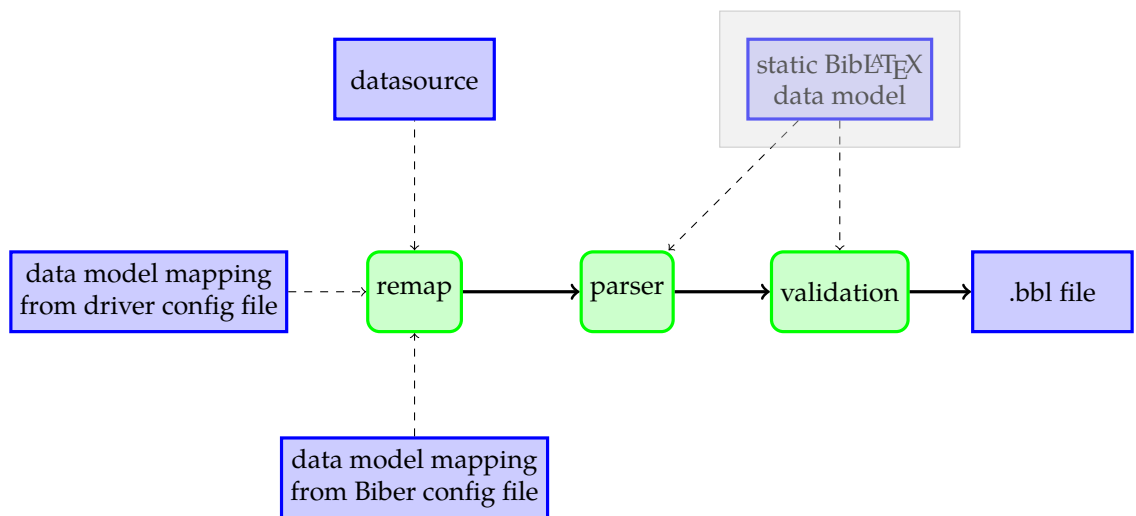 datasource
static BibLATEX
data model
data model mapping
from driver config file
remap
parser
validation
.bbl file
data model mapping
from Biber config file